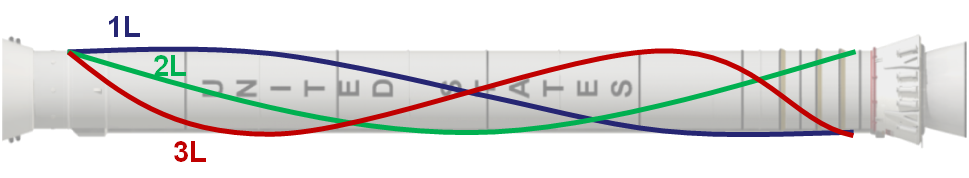 1L
2L
UNITED STATES
3L